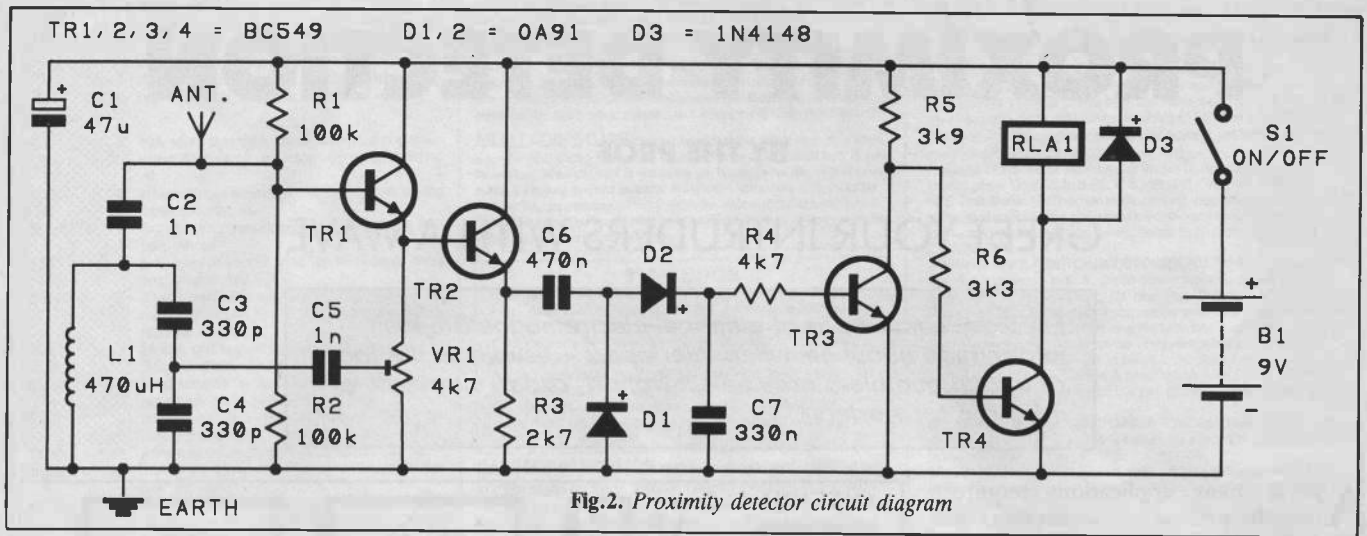 TR1,2,3,4 = BC549 D1,2 = OA91 D3 = 1N4148
C1
47u
+
ANT.
R1
100k
C2
1n
TR1
TR2
C3
330p
L1
470uH
C4
330p
C5
1n
R2
100k
VR1
4k7
C6
470n
R3
2k7
D2
+
D1
+
R4
4k7
C7
330n
TR3
R5
3k9
R6
3k3
TR4
RLA1
D3
+
S1
ON/OFF
B1
9V
+
-
EARTH
Fig.2. Proximity detector circuit diagram